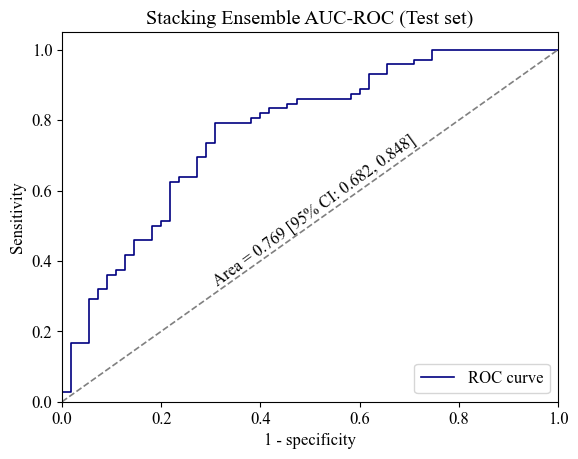 Stacking Ensemble AUC-ROC (Test set)
1.0
0.8
0.6
0.4
0.2
0.0
Sensitivity
Area = 0.769 [95% CI: 0.682, 0.848]
ROC curve
0.0 0.2 0.4 0.6 0.8 1.0
1 - specificity